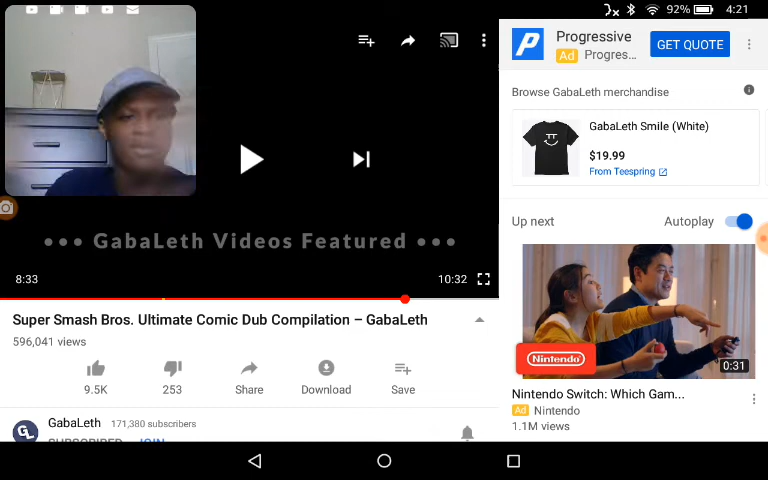 92% 4:21
Progressive
Ad Progres...
GET QUOTE
Browse GabaLeth merchandise
GabaLeth Smile (White)
$19.99
From Teespring
Up next Autoplay
••• GabaLeth Videos Featured •••
8:33 10:32
Super Smash Bros. Ultimate Comic Dub Compilation – GabaLeth
596,041 views
9.5K 253 Share Download Save
GabaLeth 171,380 subscribers
SUBSCRIBED JOIN
Nintendo
0:31
Nintendo Switch: Which Gam...
Ad Nintendo
1.1M views